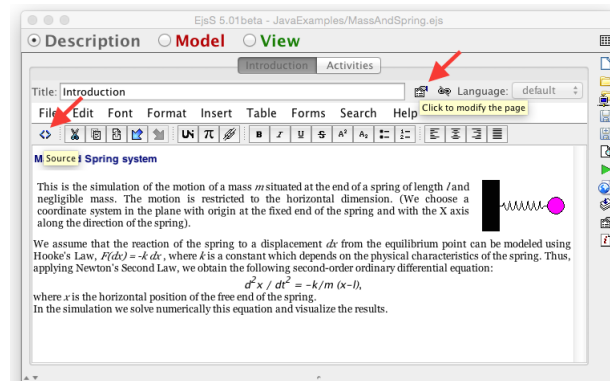 EjsS 5.01beta - JavaExamples/MassAndSpring.ejs
Description Model View
Introduction Activities
Title: Introduction Language: default
File Edit Font Format Insert Table Forms Search Help
Click to modify the page
<> Uñ π B I U S A² A₂
Source
Spring system
This is the simulation of the motion of a mass m situated at the end of a spring of length l and
negligible mass. The motion is restricted to the horizontal dimension. (We choose a
coordinate system in the plane with origin at the fixed end of the spring and with the X axis
along the direction of the spring).
We assume that the reaction of the spring to a displacement dx from the equilibrium point can be modeled using
Hooke's Law, F(dx) = -k dx , where k is a constant which depends on the physical characteristics of the spring. Thus,
applying Newton's Second Law, we obtain the following second-order ordinary differential equation:
d² x / dt² = -k/m (x-l),
where x is the horizontal position of the free end of the spring.
In the simulation we solve numerically this equation and visualize the results.